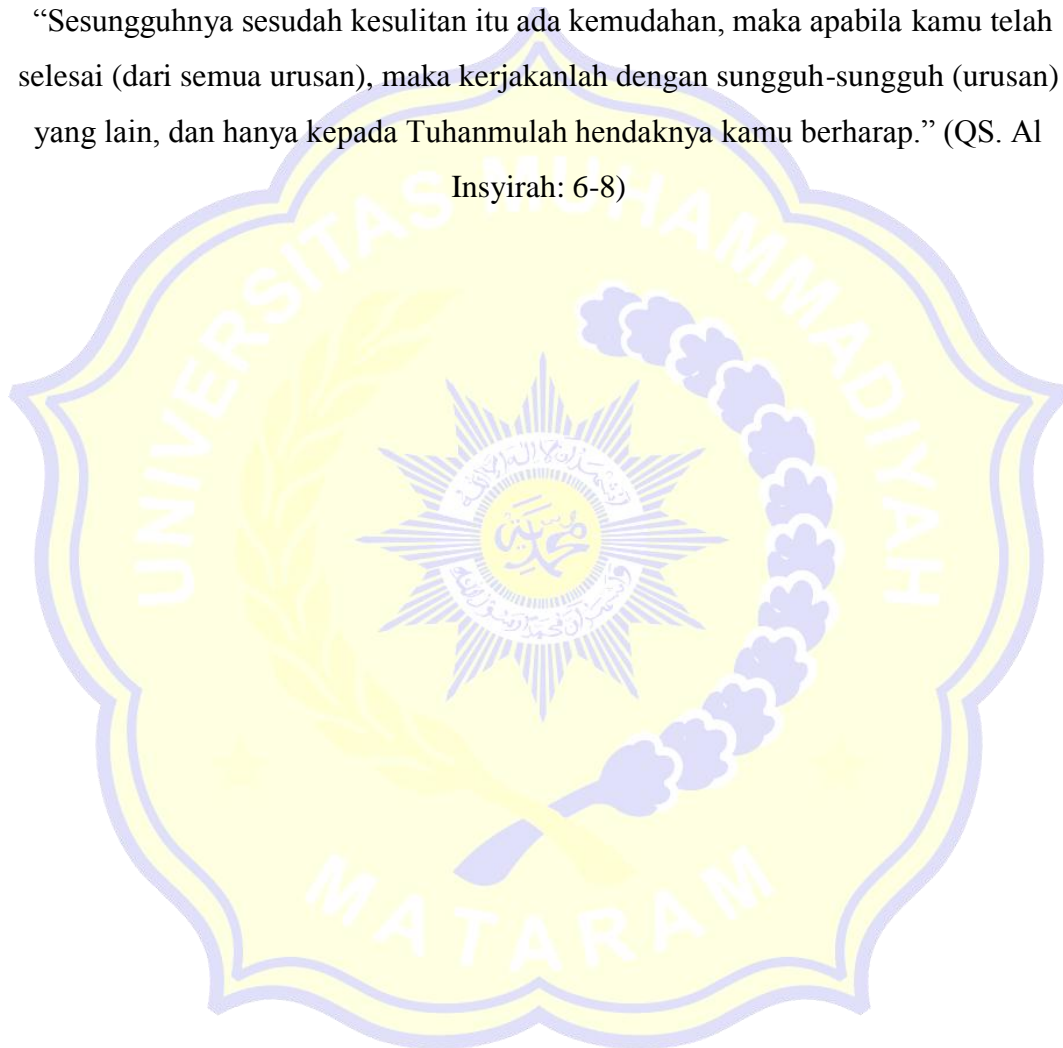 “Sesungguhnya sesudah kesulitan itu ada kemudahan, maka apabila kamu telah
selesai (dari semua urusan), maka kerjakanlah dengan sungguh-sungguh (urusan)
yang lain, dan hanya kepada Tuhanmulah hendaknya kamu berharap.” (QS. Al
Insyirah: 6-8)
UNIVERSITAS MUHAMMADIYAH
MATARAM